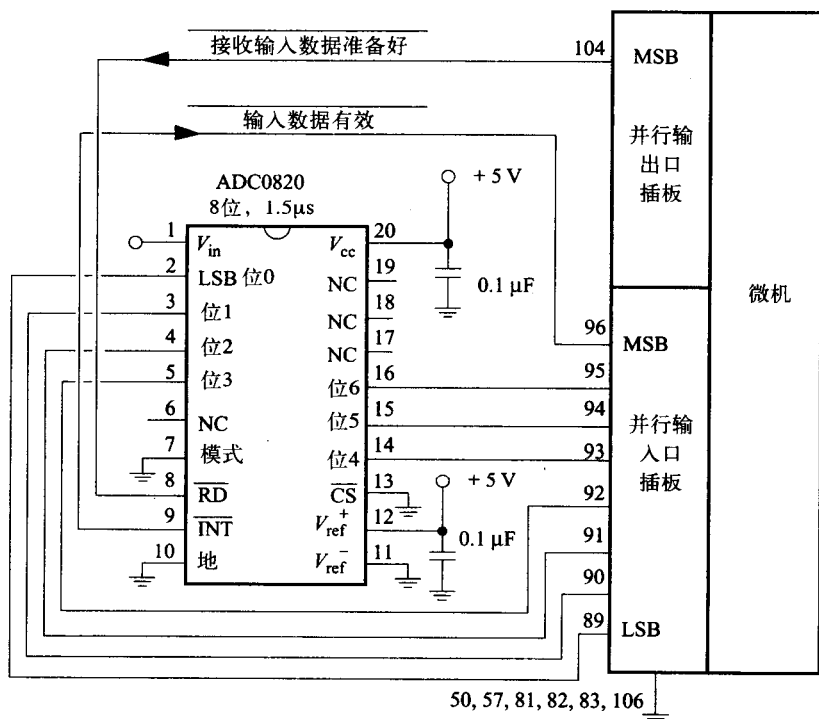 接收输入数据准备好
104
MSB
输入数据有效
并行输
出口
插板
+5 V
ADC0820
8位，1.5μs
1
20
Vin
Vcc
2
LSB 位0
19
NC
0.1 μF
微机
3
位1
18
NC
96
MSB
4
位2
17
NC
95
5
位3
16
位6
94
6
NC
15
位5
并行输
入口
插板
93
7
模式
14
位4
92
8
RD
13
CS
+5 V
9
INT
12
Vref+
0.1 μF
91
10
地
11
Vref−
90
89
LSB
50, 57, 81, 82, 83, 106